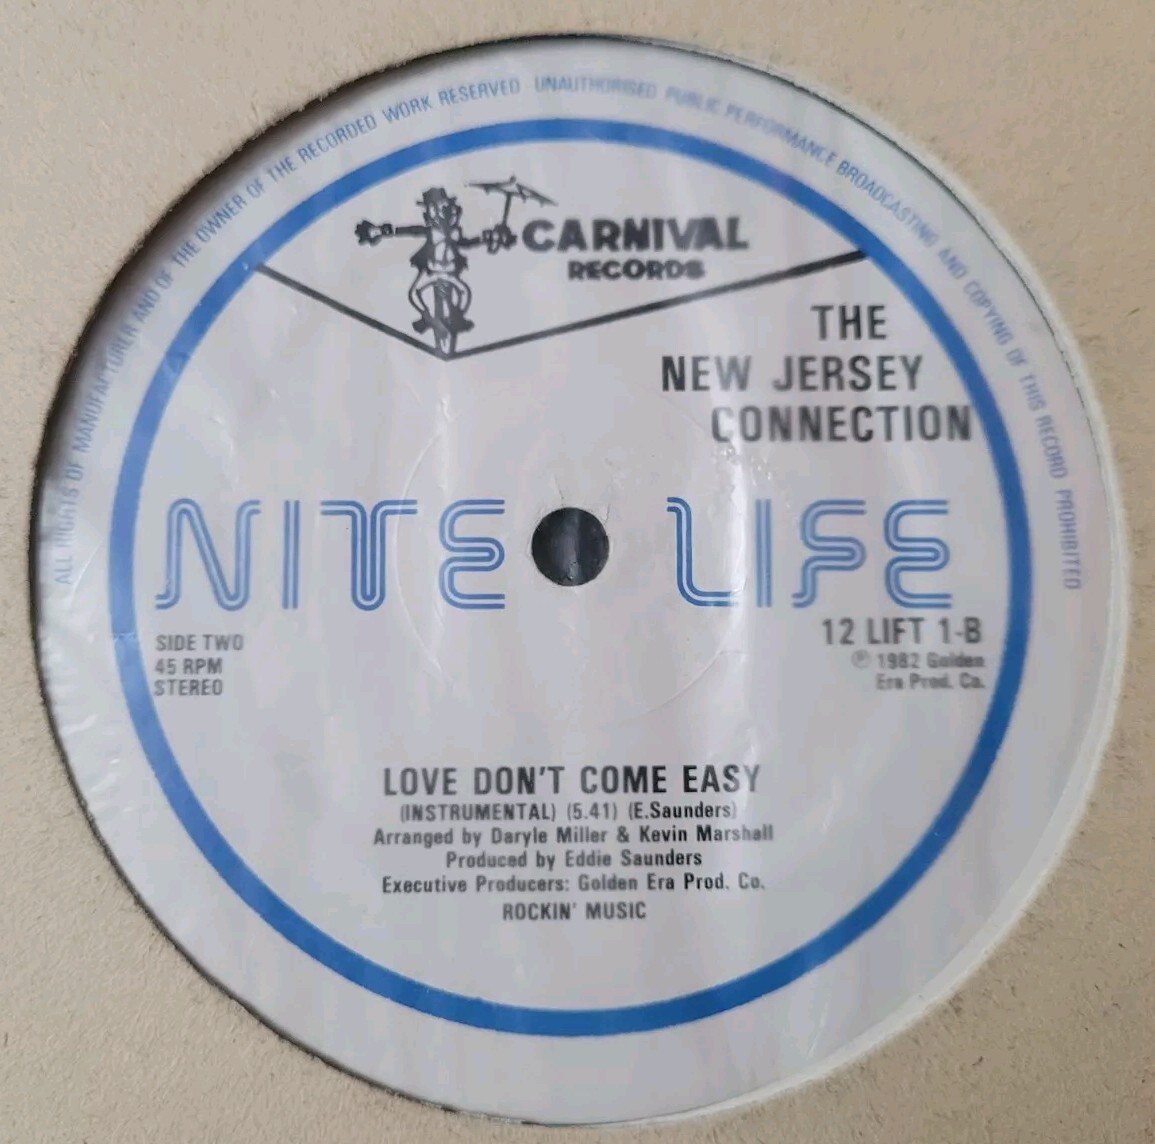 ALL RIGHTS OF MANUFACTURER AND OF THE OWNER OF THE RECORDED WORK RESERVED UNAUTHORISED PUBLIC PERFORMANCE BROADCASTING AND COPYING OF THIS RECORD PROHIBITED
CARNIVAL
RECORDS
THE
NEW JERSEY
CONNECTION
NITE LIFE
SIDE TWO
45 RPM
STEREO
12 LIFT 1-B
℗ 1982 Golden
Era Prod. Co.
LOVE DON'T COME EASY
(INSTRUMENTAL) (5.41) (E.Saunders)
Arranged by Daryle Miller & Kevin Marshall
Produced by Eddie Saunders
Executive Producers: Golden Era Prod. Co.
ROCKIN' MUSIC